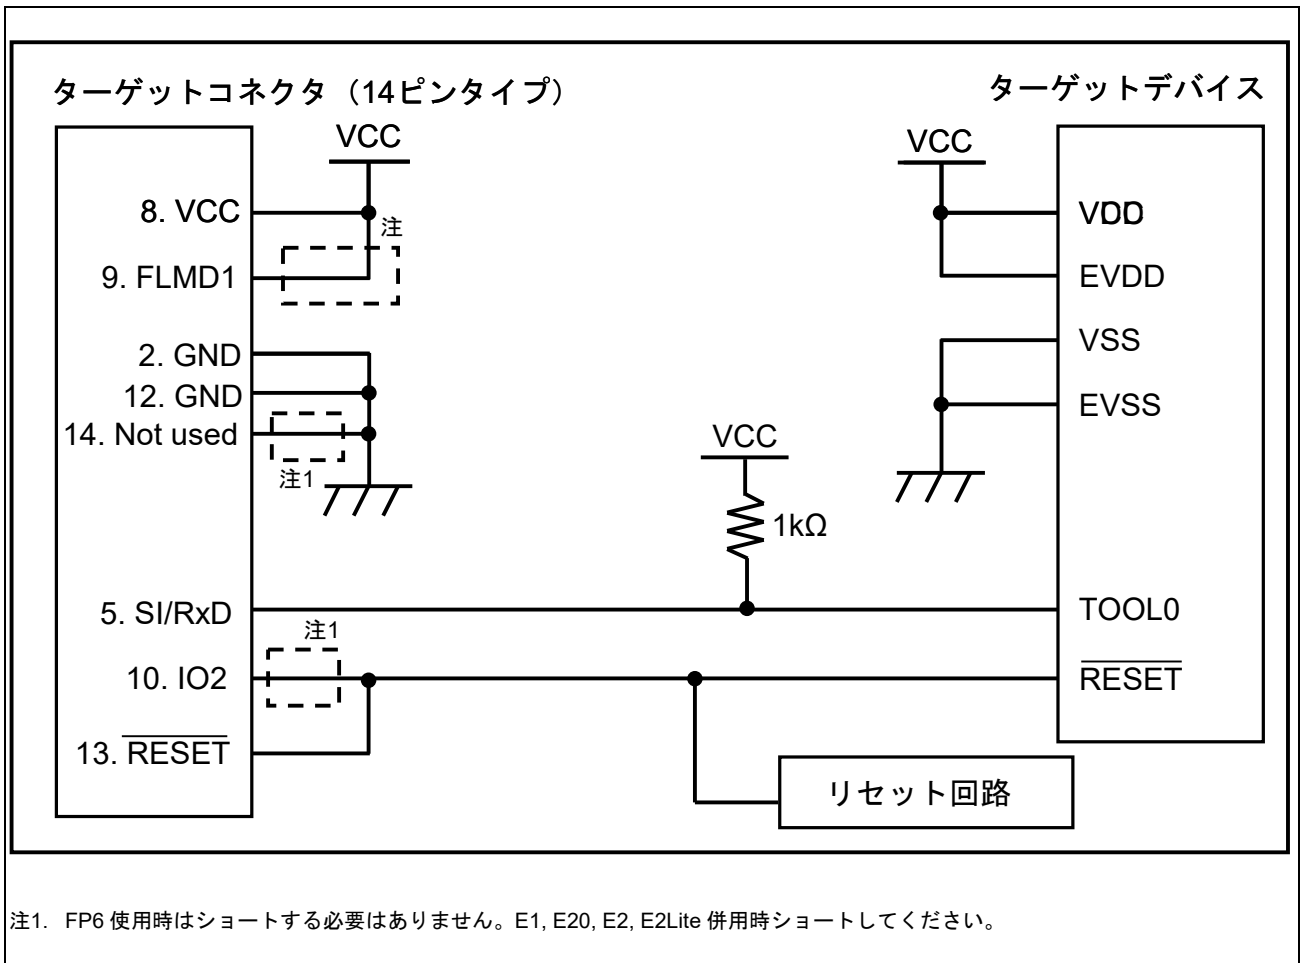 ターゲットコネクタ（14ピンタイプ）
ターゲットデバイス
VCC
VCC
8. VCC
注
VDD
9. FLMD1
EVDD
2. GND
VSS
12. GND
EVSS
14. Not used
注1
VCC
1kΩ
5. SI/RxD
TOOL0
注1
10. IO2
RESET
13. RESET
リセット回路
注1. FP6 使用時はショートする必要はありません。E1, E20, E2, E2Lite 併用時ショートしてください。